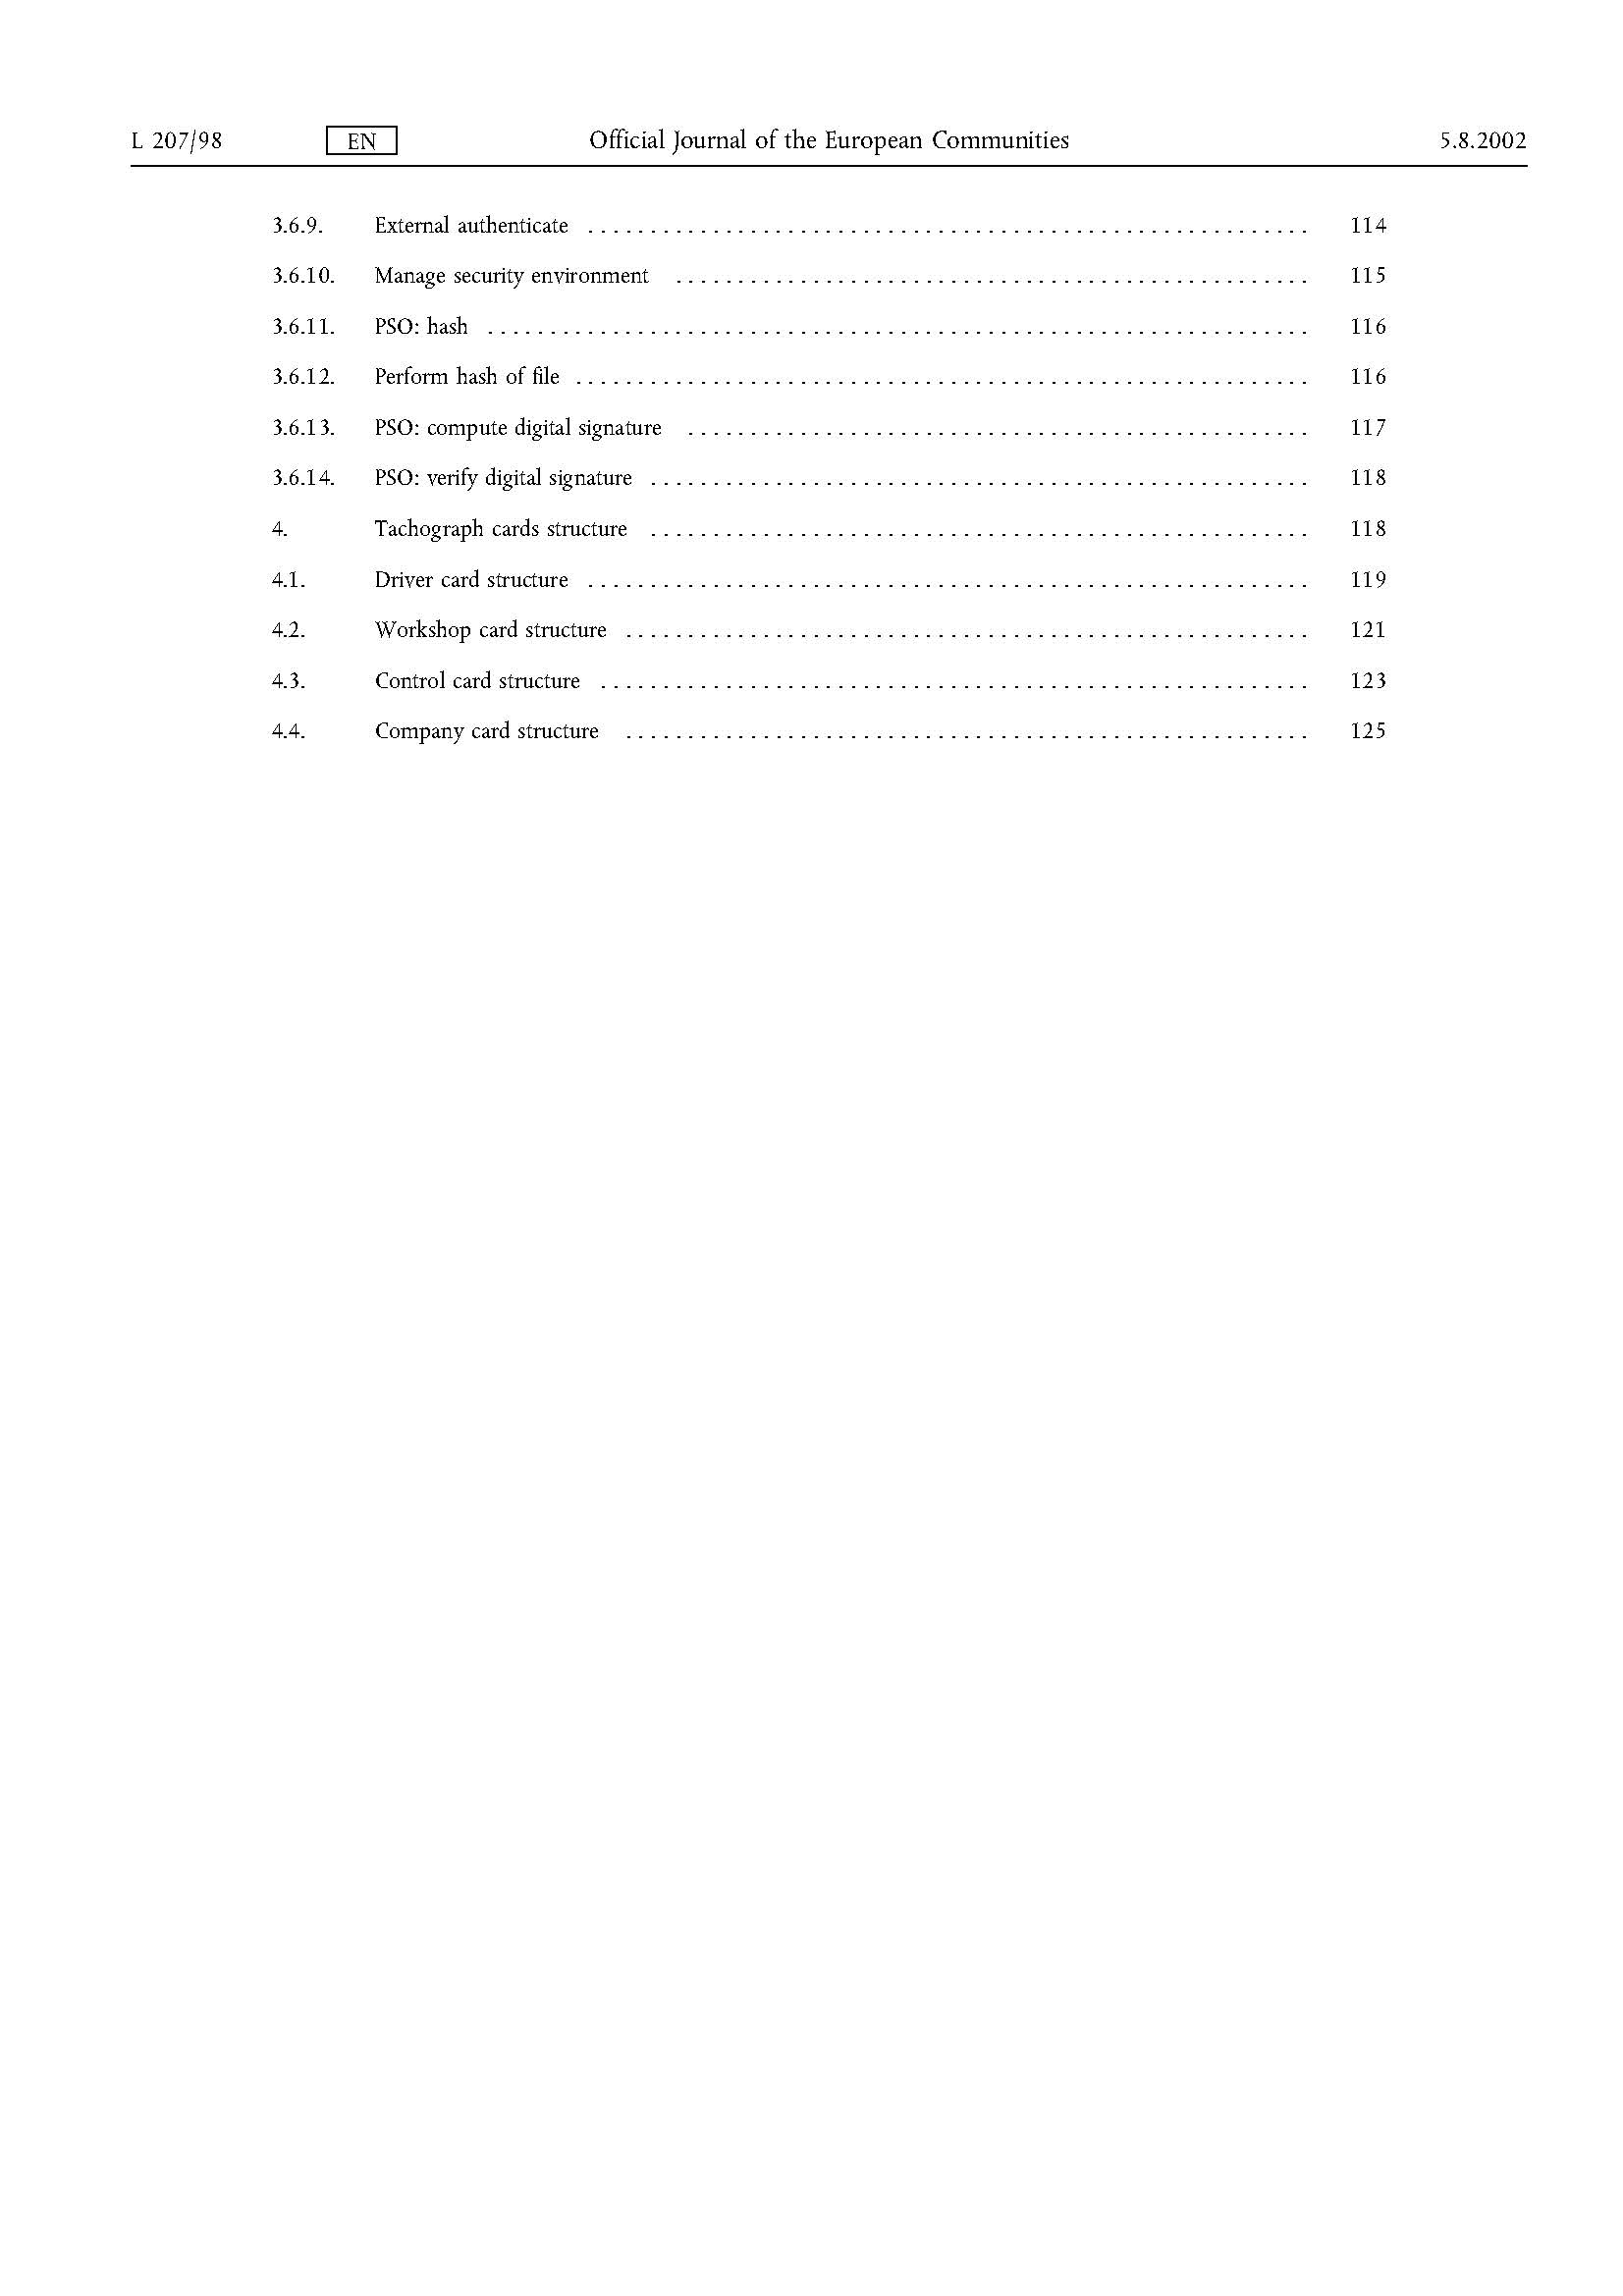 L 207/98 EN Official Journal of the European Communities 5.8.2002
3.6.9. External authenticate . . . . . . . . . . . . . . . . . . . . . . . . . . . . . . . . . . . . . . . . . . . . . . . . . . . . . . . . . . 114
3.6.10. Manage security environment . . . . . . . . . . . . . . . . . . . . . . . . . . . . . . . . . . . . . . . . . . . . . . . . . . . 115
3.6.11. PSO: hash . . . . . . . . . . . . . . . . . . . . . . . . . . . . . . . . . . . . . . . . . . . . . . . . . . . . . . . . . . . . . . . . . . 116
3.6.12. Perform hash of file . . . . . . . . . . . . . . . . . . . . . . . . . . . . . . . . . . . . . . . . . . . . . . . . . . . . . . . . . . . 116
3.6.13. PSO: compute digital signature . . . . . . . . . . . . . . . . . . . . . . . . . . . . . . . . . . . . . . . . . . . . . . . . . . 117
3.6.14. PSO: verify digital signature . . . . . . . . . . . . . . . . . . . . . . . . . . . . . . . . . . . . . . . . . . . . . . . . . . . . . 118
4. Tachograph cards structure . . . . . . . . . . . . . . . . . . . . . . . . . . . . . . . . . . . . . . . . . . . . . . . . . . . . . 118
4.1. Driver card structure . . . . . . . . . . . . . . . . . . . . . . . . . . . . . . . . . . . . . . . . . . . . . . . . . . . . . . . . . . 119
4.2. Workshop card structure . . . . . . . . . . . . . . . . . . . . . . . . . . . . . . . . . . . . . . . . . . . . . . . . . . . . . . . 121
4.3. Control card structure . . . . . . . . . . . . . . . . . . . . . . . . . . . . . . . . . . . . . . . . . . . . . . . . . . . . . . . . . 123
4.4. Company card structure . . . . . . . . . . . . . . . . . . . . . . . . . . . . . . . . . . . . . . . . . . . . . . . . . . . . . . . 125